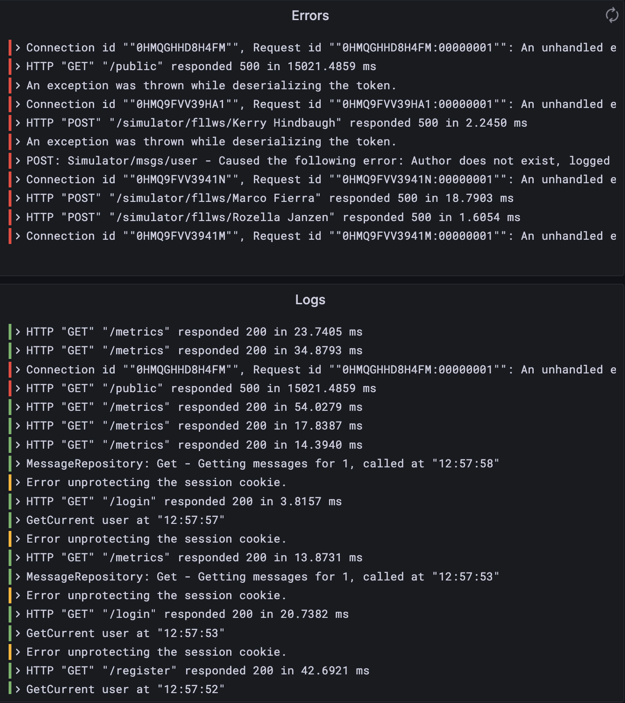 Errors
> Connection id ""0HMQGHHD8H4FM"", Request id ""0HMQGHHD8H4FM:00000001"": An unhandled e
> HTTP "GET" "/public" responded 500 in 15021.4859 ms
> An exception was thrown while deserializing the token.
> Connection id ""0HMQ9FVV39HA1"", Request id ""0HMQ9FVV39HA1:00000001"": An unhandled e
> HTTP "POST" "/simulator/fllws/Kerry Hindbaugh" responded 500 in 2.2450 ms
> An exception was thrown while deserializing the token.
> POST: Simulator/msgs/user - Caused the following error: Author does not exist, logged
> Connection id ""0HMQ9FVV3941N"", Request id ""0HMQ9FVV3941N:00000001"": An unhandled e
> HTTP "POST" "/simulator/fllws/Marco Fierra" responded 500 in 18.7903 ms
> HTTP "POST" "/simulator/fllws/Rozella Janzen" responded 500 in 1.6054 ms
> Connection id ""0HMQ9FVV3941M"", Request id ""0HMQ9FVV3941M:00000001"": An unhandled e
Logs
> HTTP "GET" "/metrics" responded 200 in 23.7405 ms
> HTTP "GET" "/metrics" responded 200 in 34.8793 ms
> Connection id ""0HMQGHHD8H4FM"", Request id ""0HMQGHHD8H4FM:00000001"": An unhandled e
> HTTP "GET" "/public" responded 500 in 15021.4859 ms
> HTTP "GET" "/metrics" responded 200 in 54.0279 ms
> HTTP "GET" "/metrics" responded 200 in 17.8387 ms
> HTTP "GET" "/metrics" responded 200 in 14.3940 ms
> MessageRepository: Get - Getting messages for 1, called at "12:57:58"
> Error unprotecting the session cookie.
> HTTP "GET" "/login" responded 200 in 3.8157 ms
> GetCurrent user at "12:57:57"
> Error unprotecting the session cookie.
> HTTP "GET" "/metrics" responded 200 in 13.8731 ms
> MessageRepository: Get - Getting messages for 1, called at "12:57:53"
> Error unprotecting the session cookie.
> HTTP "GET" "/login" responded 200 in 20.7382 ms
> GetCurrent user at "12:57:53"
> Error unprotecting the session cookie.
> HTTP "GET" "/register" responded 200 in 42.6921 ms
> GetCurrent user at "12:57:52"